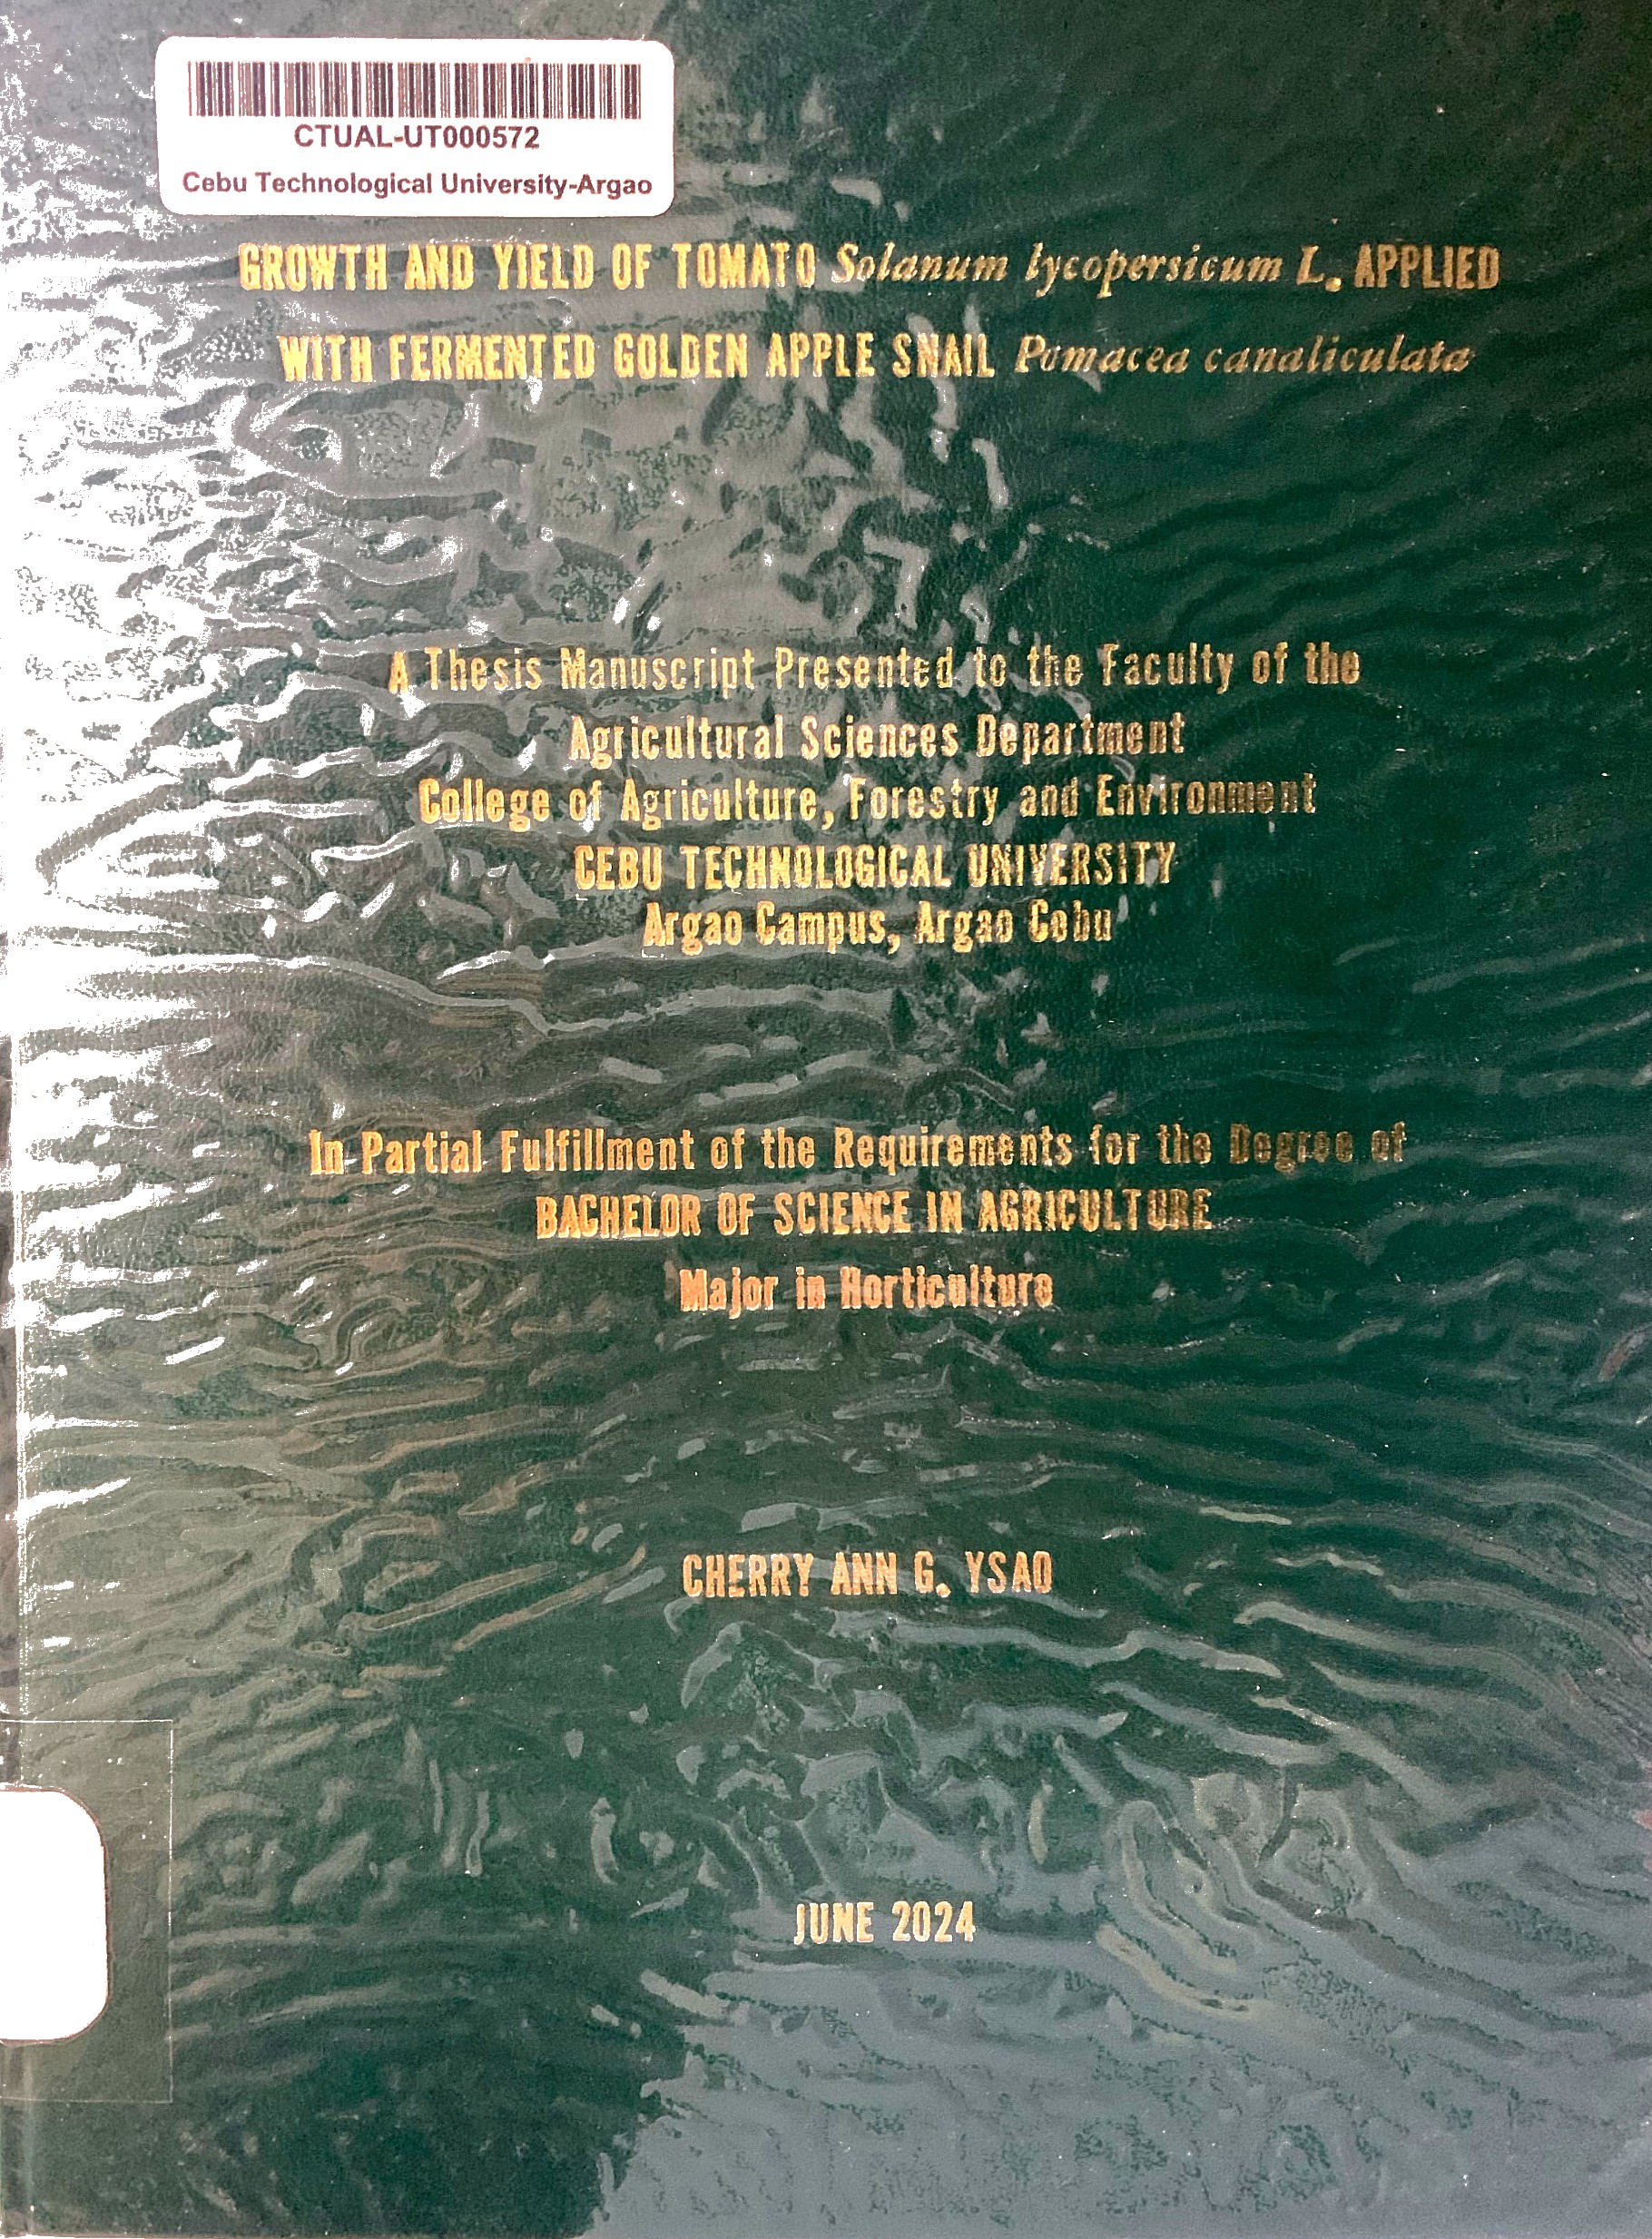 CTUAL-UT000572
Cebu Technological University-Argao
GROWTH AND YIELD OF TOMATO Solanum lycopersicum L. APPLIED
WITH FERMENTED GOLDEN APPLE SNAIL Pomacea canaliculata
A Thesis Manuscript Presented to the Faculty of the
Agricultural Sciences Department
College of Agriculture, Forestry and Environment
CEBU TECHNOLOGICAL UNIVERSITY
Argao Campus, Argao Cebu
In Partial Fulfillment of the Requirements for the Degree of
BACHELOR OF SCIENCE IN AGRICULTURE
Major in Horticulture
CHERRY ANN G. YSAO
JUNE 2024